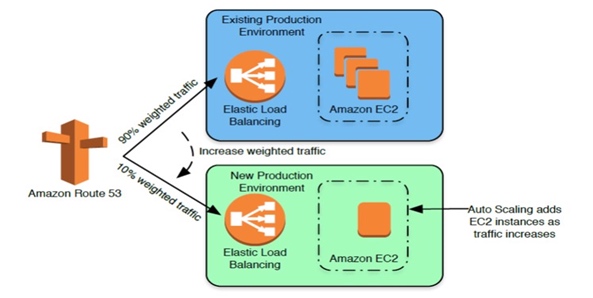 Existing Production
Environment
Elastic Load
Balancing
Amazon EC2
90% weighted traffic
Increase weighted traffic
Amazon Route 53
10% weighted traffic
New Production
Environment
Elastic Load
Balancing
Amazon EC2
Auto Scaling adds
EC2 instances as
traffic increases